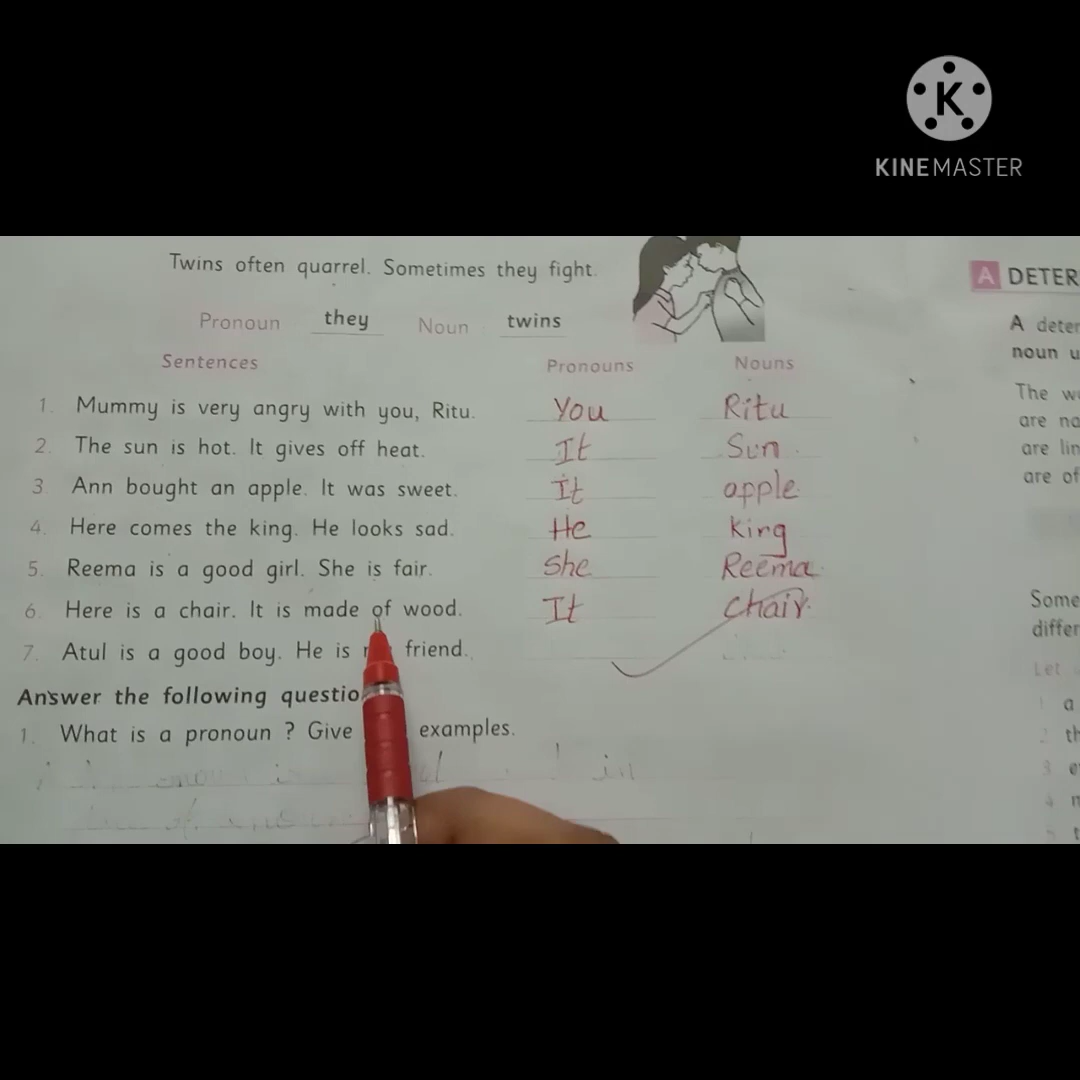 KINEMASTER
Twins often quarrel. Sometimes they fight.
Pronoun they Noun twins
Sentences Pronouns Nouns
1. Mummy is very angry with you, Ritu. You Ritu
2. The sun is hot. It gives off heat. It Sun
3. Ann bought an apple. It was sweet. It apple
4. Here comes the king. He looks sad. He King
5. Reema is a good girl. She is fair. She Reema
6. Here is a chair. It is made of wood. It Chair
7. Atul is a good boy. He is friend.
Answer the following questio
1. What is a pronoun ? Give examples.
A DETER
A deter
noun u
The w
are na
are lin
are of
Some
differ
Let